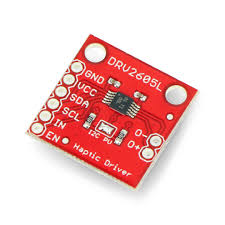 DRV2605L
GND
VCC
SDA
SCL
IN
EN
O-
O+
I2C PU
Haptic Driver